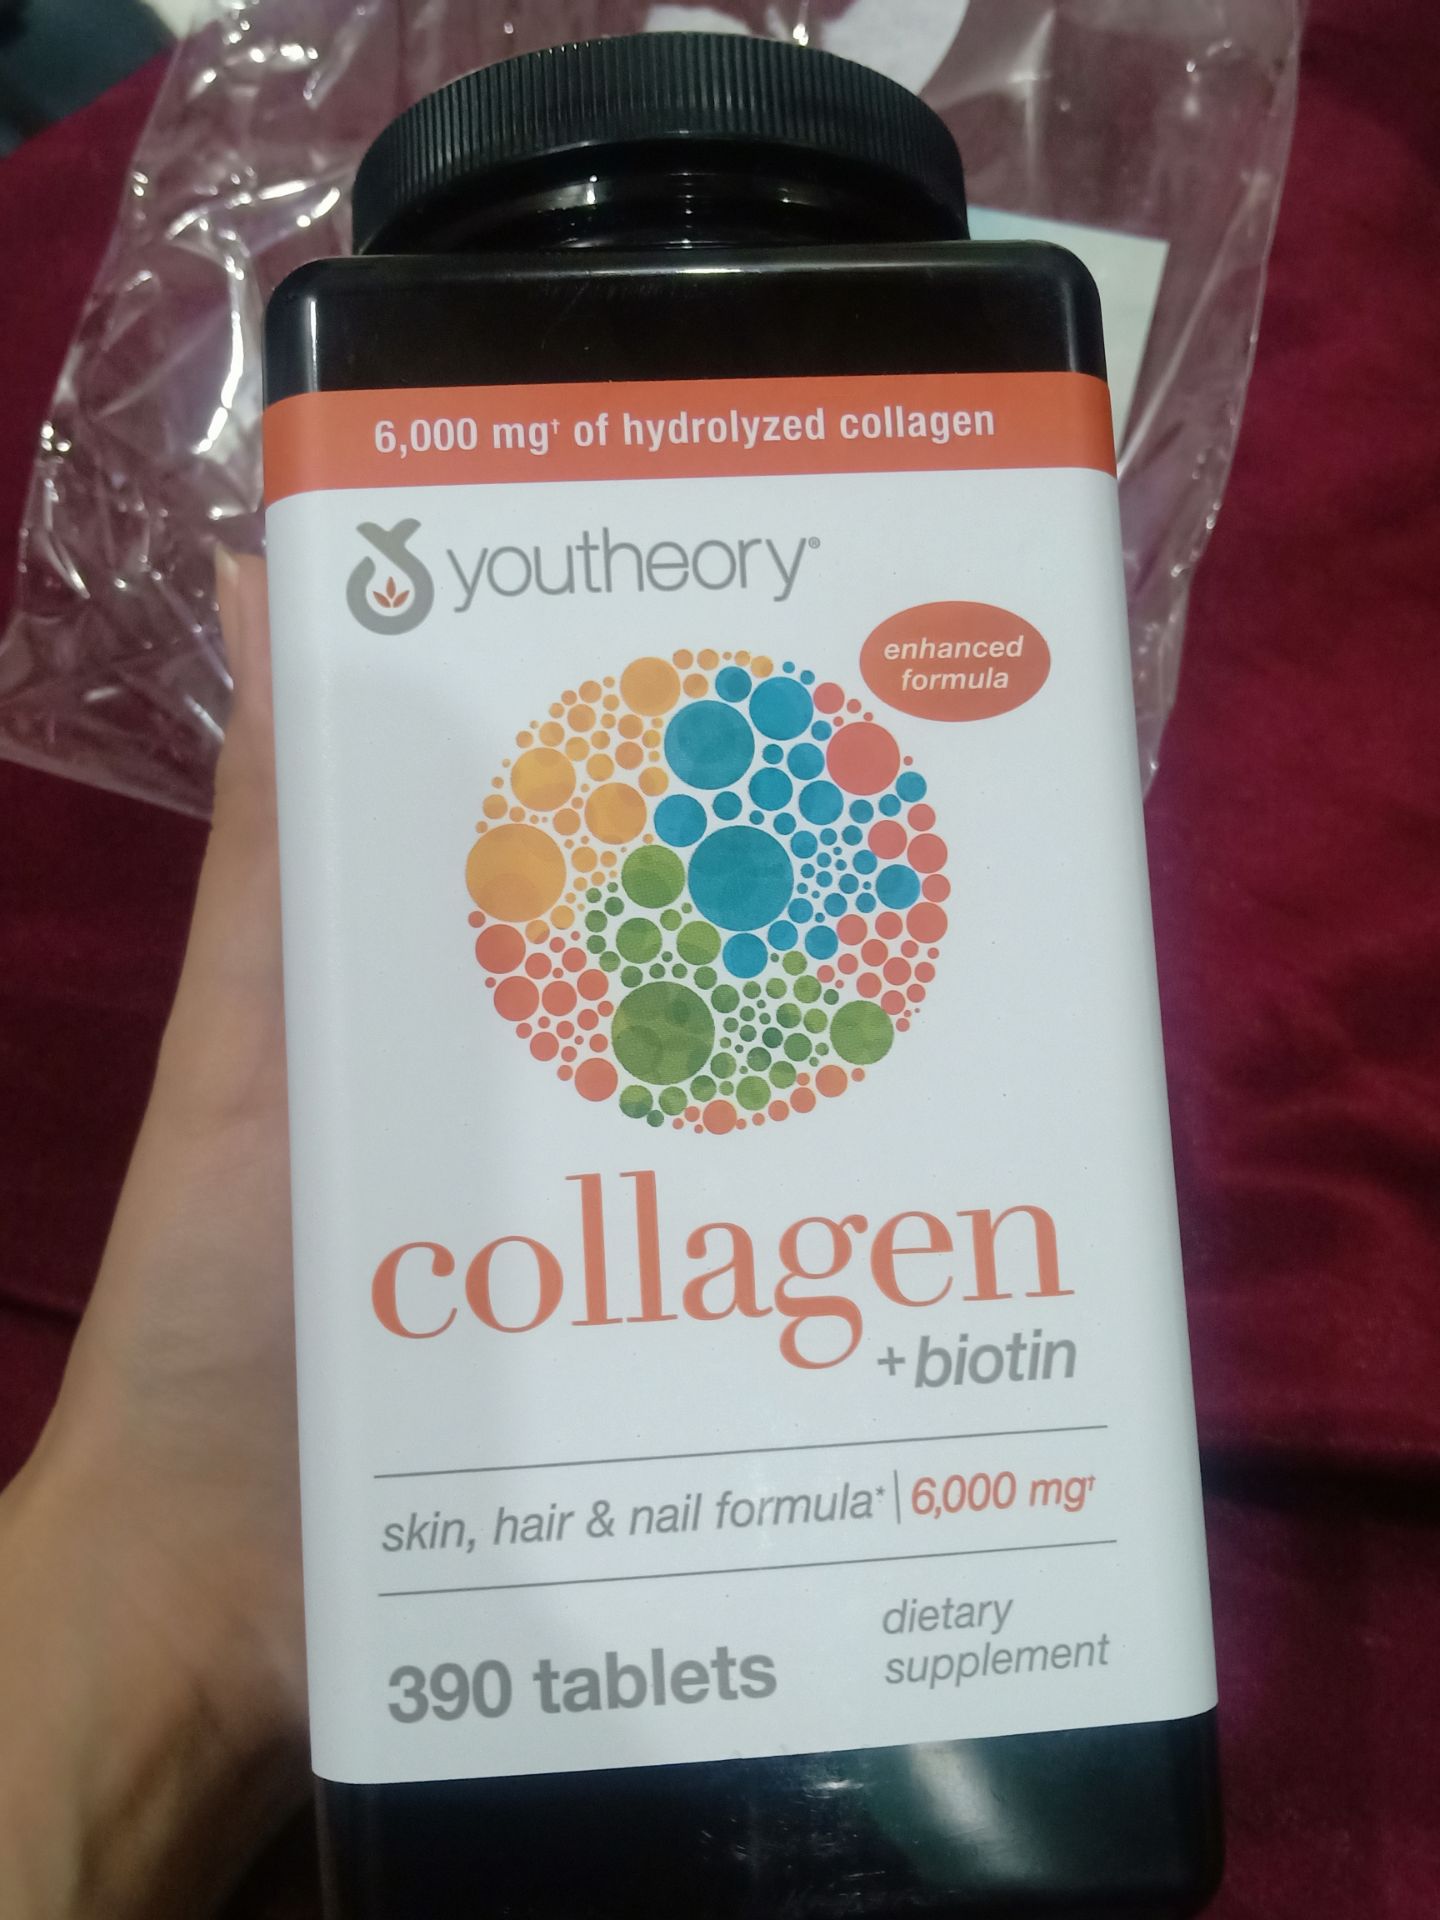 6,000 mg† of hydrolyzed collagen
youtheory®
enhanced
formula
collagen
+biotin
skin, hair & nail formula* | 6,000 mg†
390 tablets
dietary
supplement